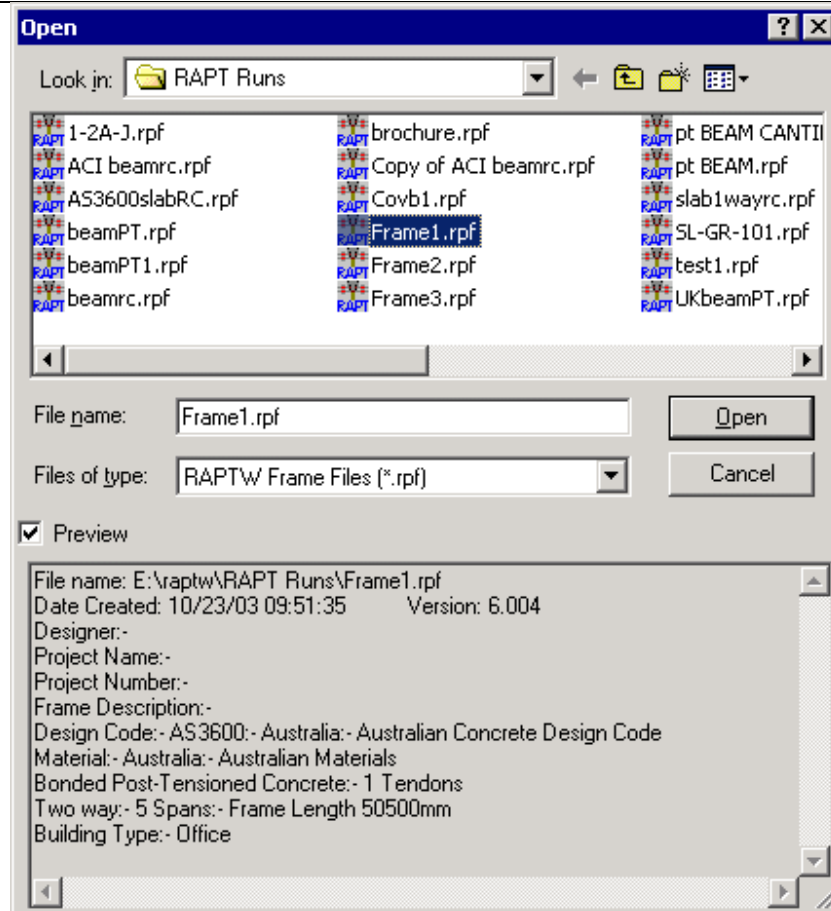 Open
Look in: RAPT Runs
1-2A-J.rpf
ACI beamrc.rpf
AS3600slabRC.rpf
beamPT.rpf
beamPT1.rpf
beamrc.rpf
brochure.rpf
Copy of ACI beamrc.rpf
Covb1.rpf
Frame1.rpf
Frame2.rpf
Frame3.rpf
pt BEAM CANTIL
pt BEAM.rpf
slab1wayrc.rpf
SL-GR-101.rpf
test1.rpf
UKbeamPT.rpf
File name: Frame1.rpf Open
Files of type: RAPTW Frame Files (*.rpf) Cancel
Preview
File name: E:\raptw\RAPT Runs\Frame1.rpf
Date Created: 10/23/03 09:51:35 Version: 6.004
Designer:-
Project Name:-
Project Number:-
Frame Description:-
Design Code:- AS3600:- Australia:- Australian Concrete Design Code
Material:- Australia:- Australian Materials
Bonded Post-Tensioned Concrete:- 1 Tendons
Two way:- 5 Spans:- Frame Length 50500mm
Building Type:- Office